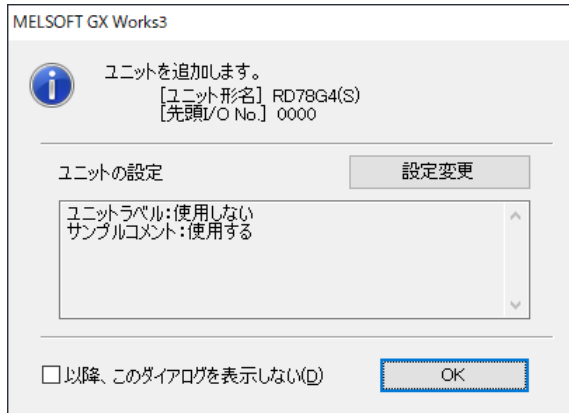 MELSOFT GX Works3
ユニットを追加します。
[ユニット形名] RD78G4(S)
[先頭I/O No.] 0000
ユニットの設定
設定変更
ユニットラベル:使用しない
サンプルコメント:使用する
以降、このダイアログを表示しない(D)
OK